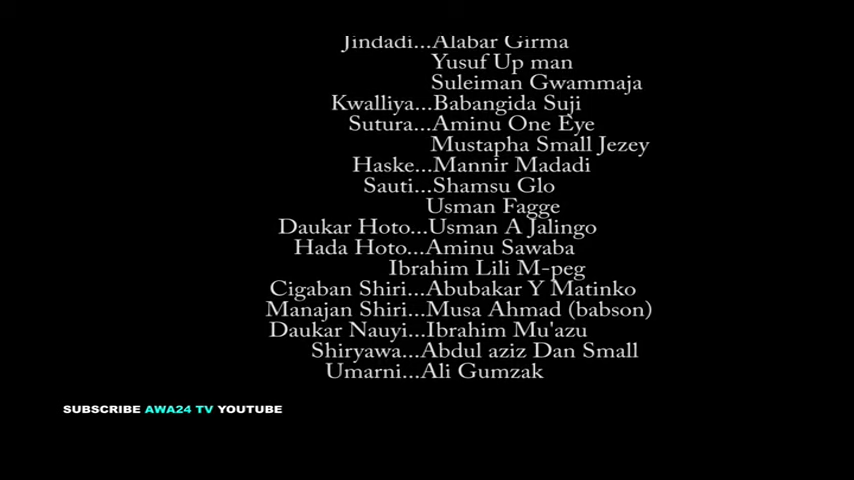 Jindadi...Alabar Girma
Yusuf Up man
Suleiman Gwammaja
Kwalliya...Babangida Suji
Sutura...Aminu One Eye
Mustapha Small Jezey
Haske...Mannir Madadi
Sauti...Shamsu Glo
Usman Fagge
Daukar Hoto...Usman A Jalingo
Hada Hoto...Aminu Sawaba
Ibrahim Lili M-peg
Cigaban Shiri...Abubakar Y Matinko
Manajan Shiri...Musa Ahmad (babson)
Daukar Nauyi...Ibrahim Mu'azu
Shiryawa...Abdul aziz Dan Small
Umarni...Ali Gumzak
SUBSCRIBE AWA24 TV YOUTUBE